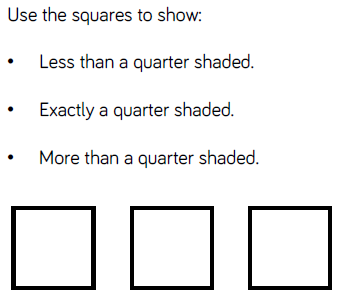 Use the squares to show:
• Less than a quarter shaded.
• Exactly a quarter shaded.
• More than a quarter shaded.